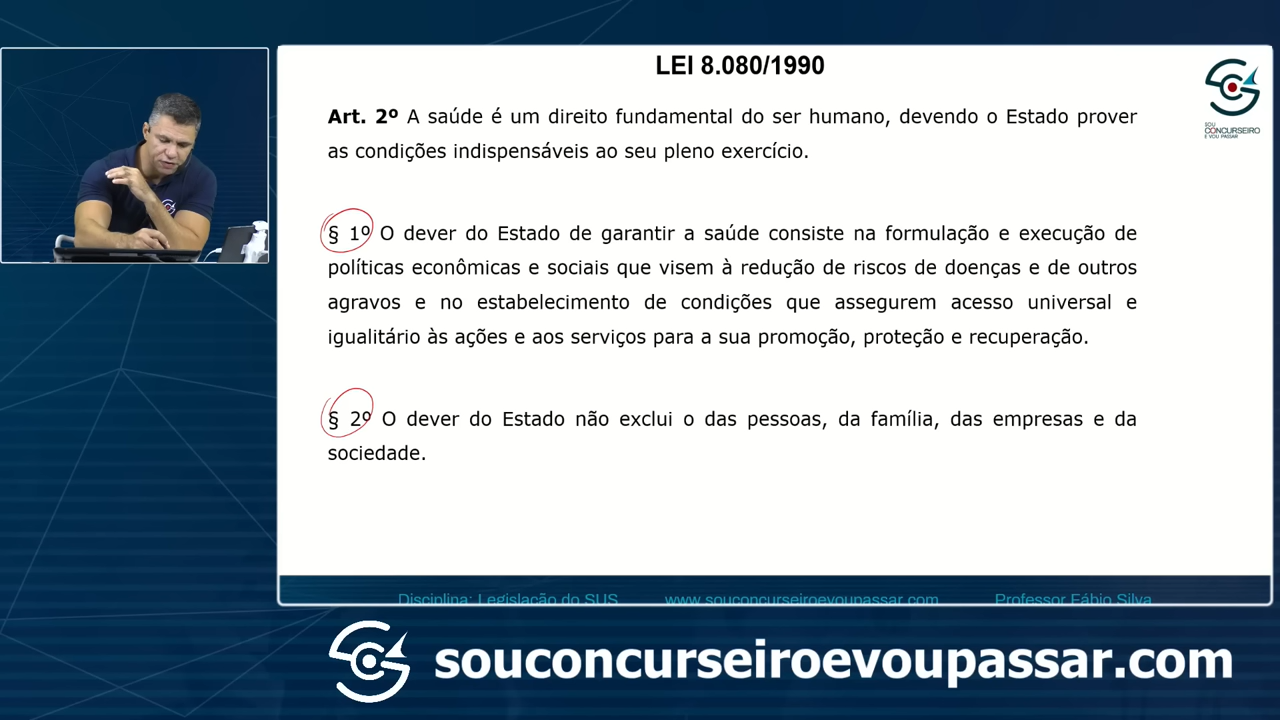 LEI 8.080/1990
SOU
CONCURSEIRO
E VOU PASSAR
Art. 2º A saúde é um direito fundamental do ser humano, devendo o Estado prover
as condições indispensáveis ao seu pleno exercício.
§ 1º O dever do Estado de garantir a saúde consiste na formulação e execução de
políticas econômicas e sociais que visem à redução de riscos de doenças e de outros
agravos e no estabelecimento de condições que assegurem acesso universal e
igualitário às ações e aos serviços para a sua promoção, proteção e recuperação.
§ 2º O dever do Estado não exclui o das pessoas, da família, das empresas e da
sociedade.
Disciplina: Legislação do SUS www.souconcurseiroevoupassar.com Professor Fábio Silva
souconcurseiroevoupassar.com